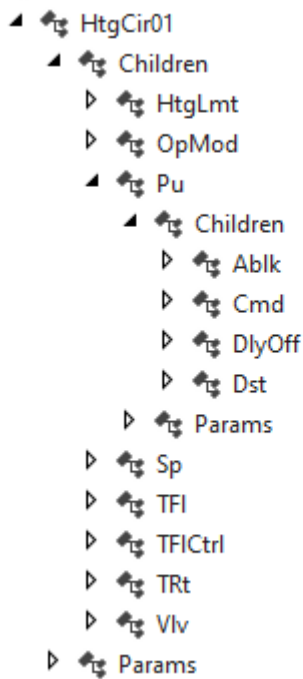 HtgCir01
Children
HtgLmt
OpMod
Pu
Children
Ablk
Cmd
DlyOff
Dst
Params
Sp
TFl
TFlCtrl
TRt
Vlv
Params